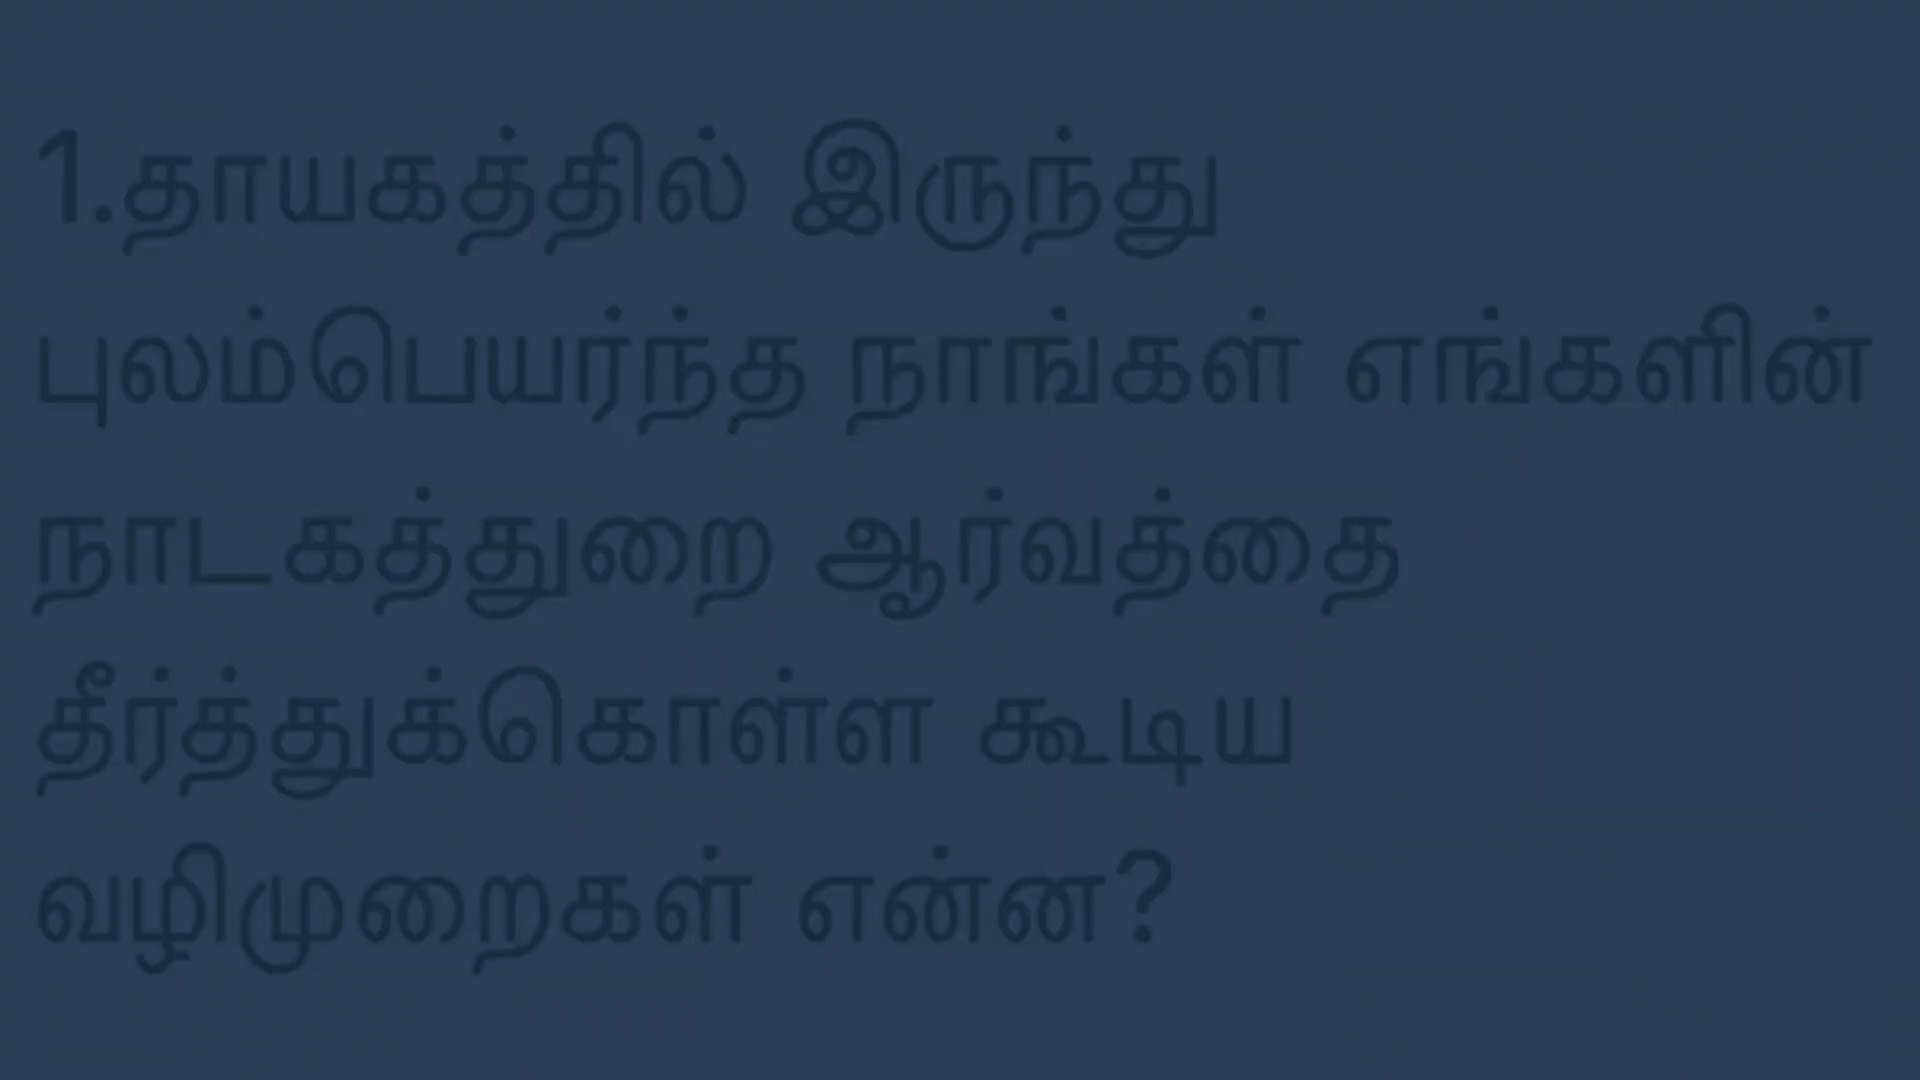 1.தாயகத்தில் இருந்து
புலம்பெயர்ந்த நாங்கள் எங்களின்
நாடகத்துறை ஆர்வத்தை
தீர்த்துக்கொள்ள கூடிய
வழிமுறைகள் என்ன?